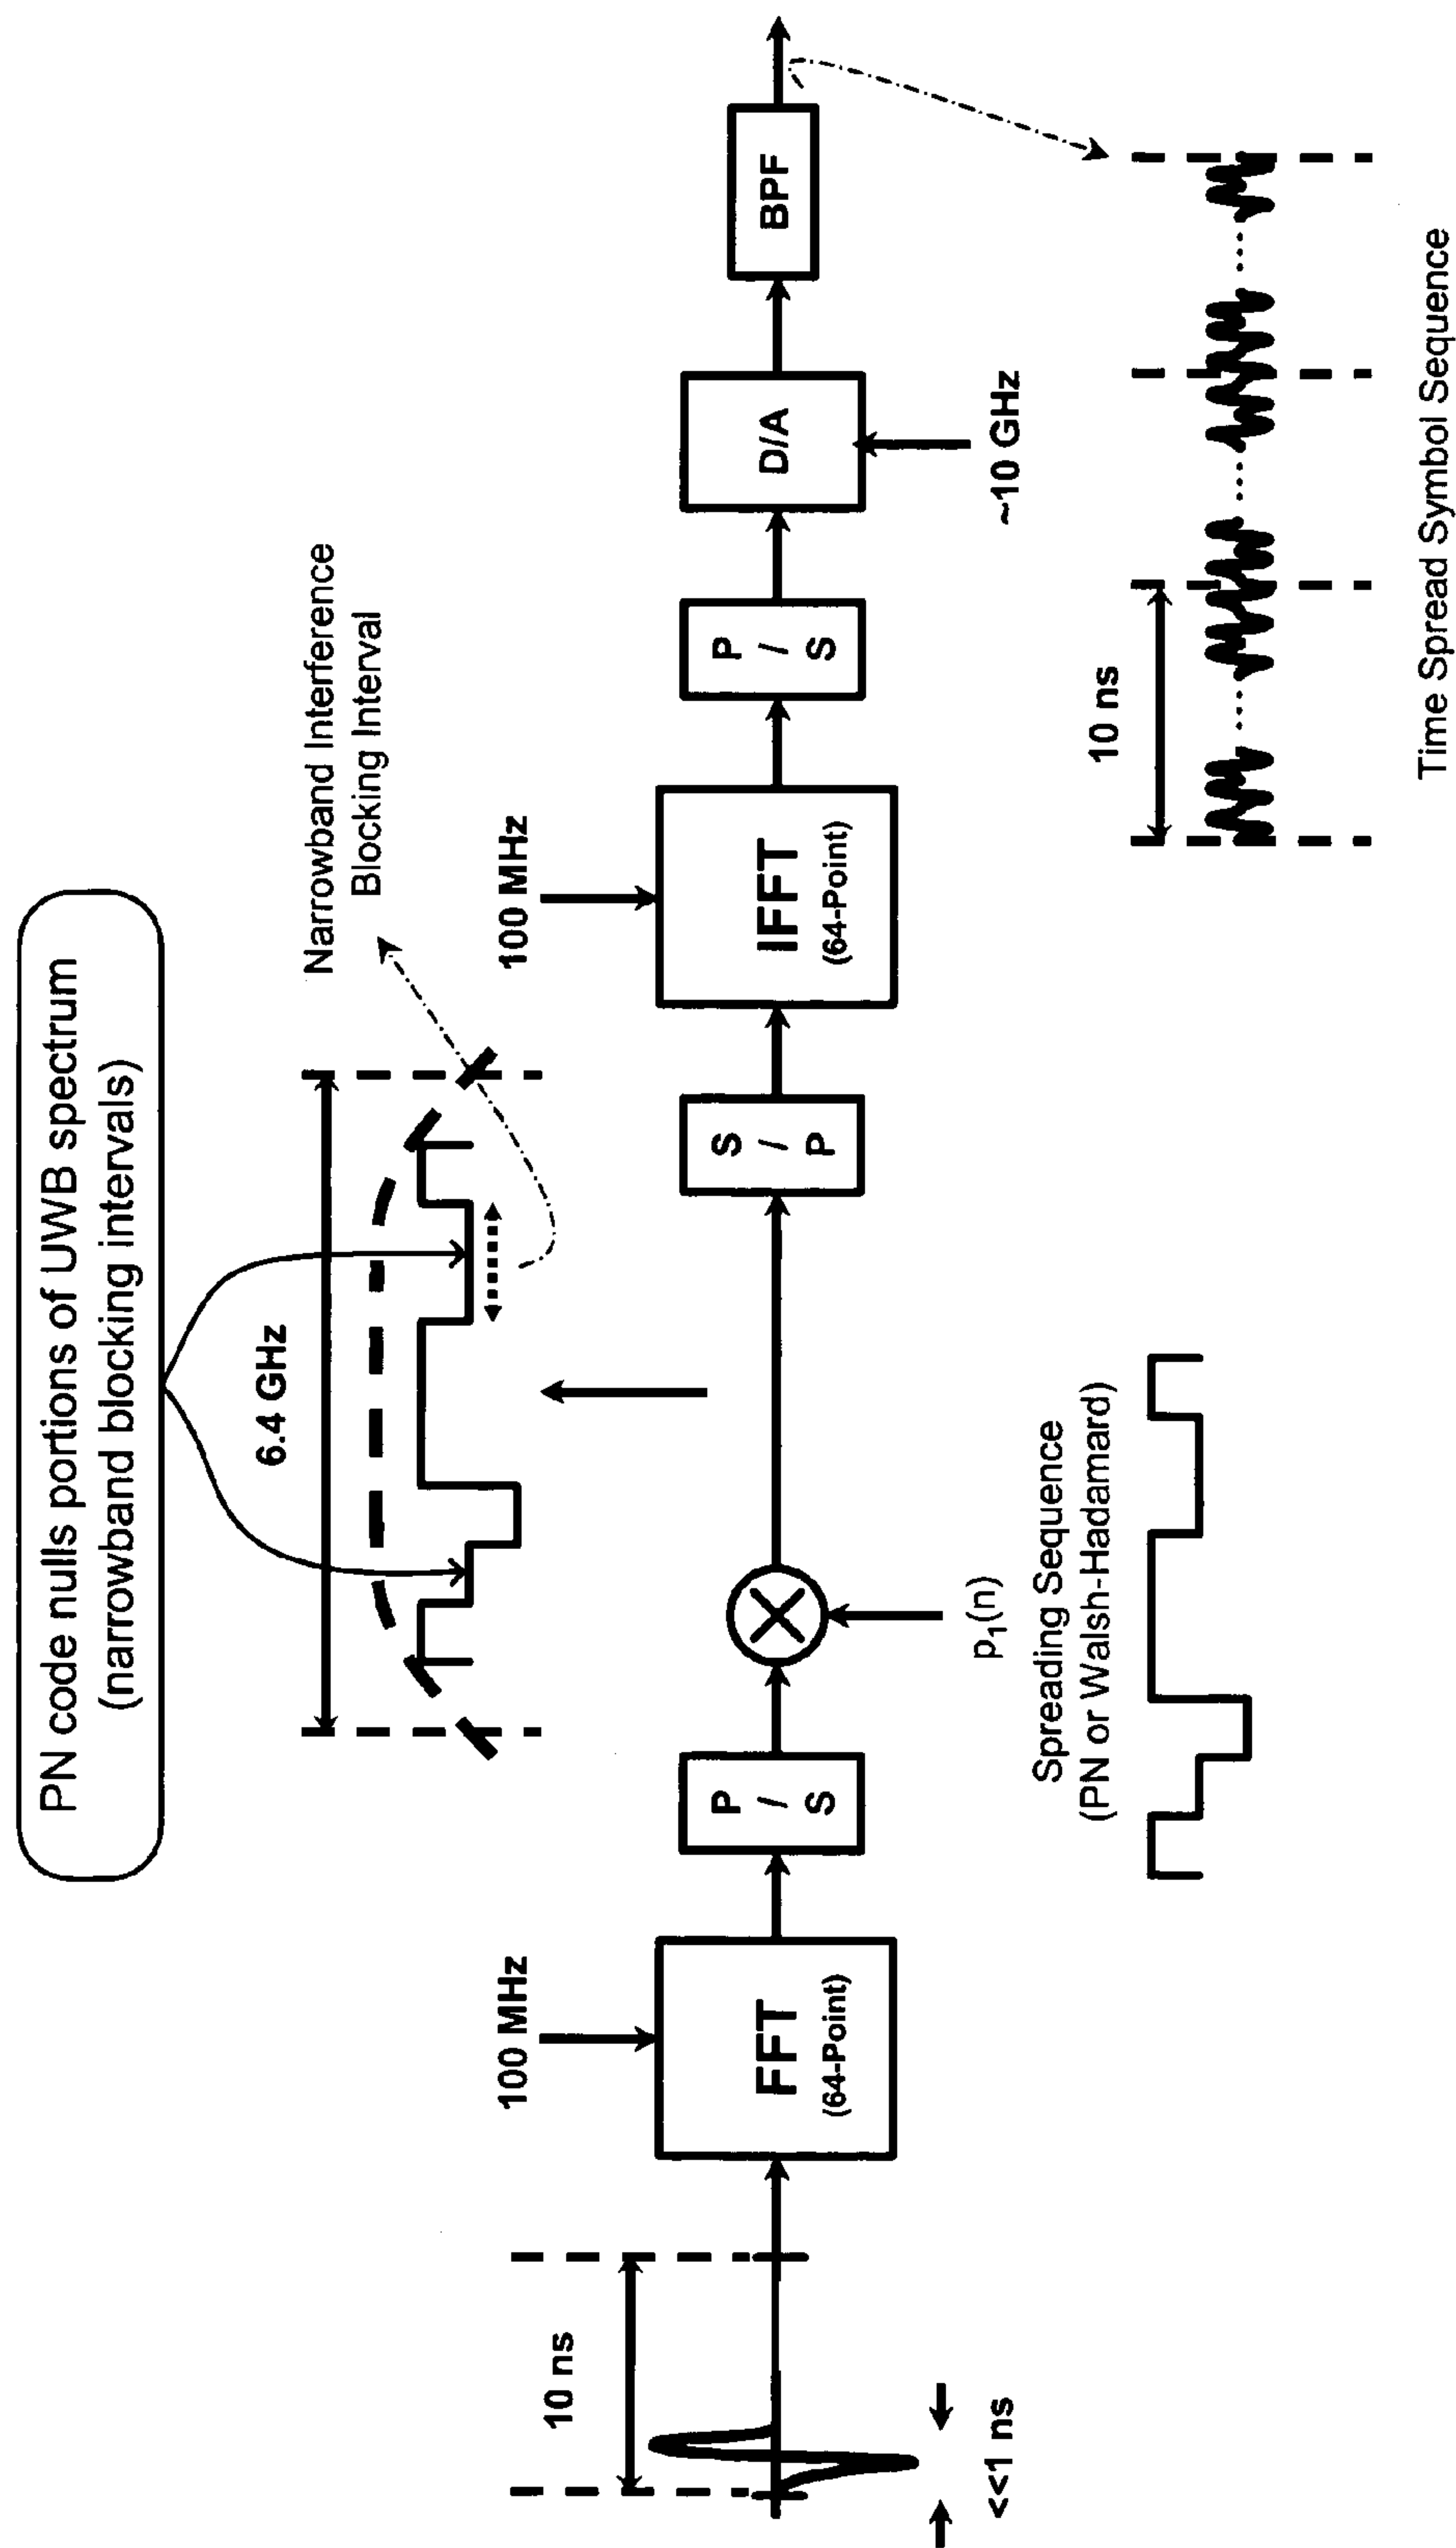 PN code nulls portions of UWB spectrum
(narrowband blocking intervals)
6.4 GHz
Narrowband Interference
Blocking Interval
10 ns
<<1 ns
100 MHz
FFT
(64-Point)
P
/
S
p₁(n)
Spreading Sequence
(PN or Walsh-Hadamard)
S
/
P
100 MHz
IFFT
(64-Point)
P
/
S
D/A
~10 GHz
BPF
10 ns
Time Spread Symbol Sequence